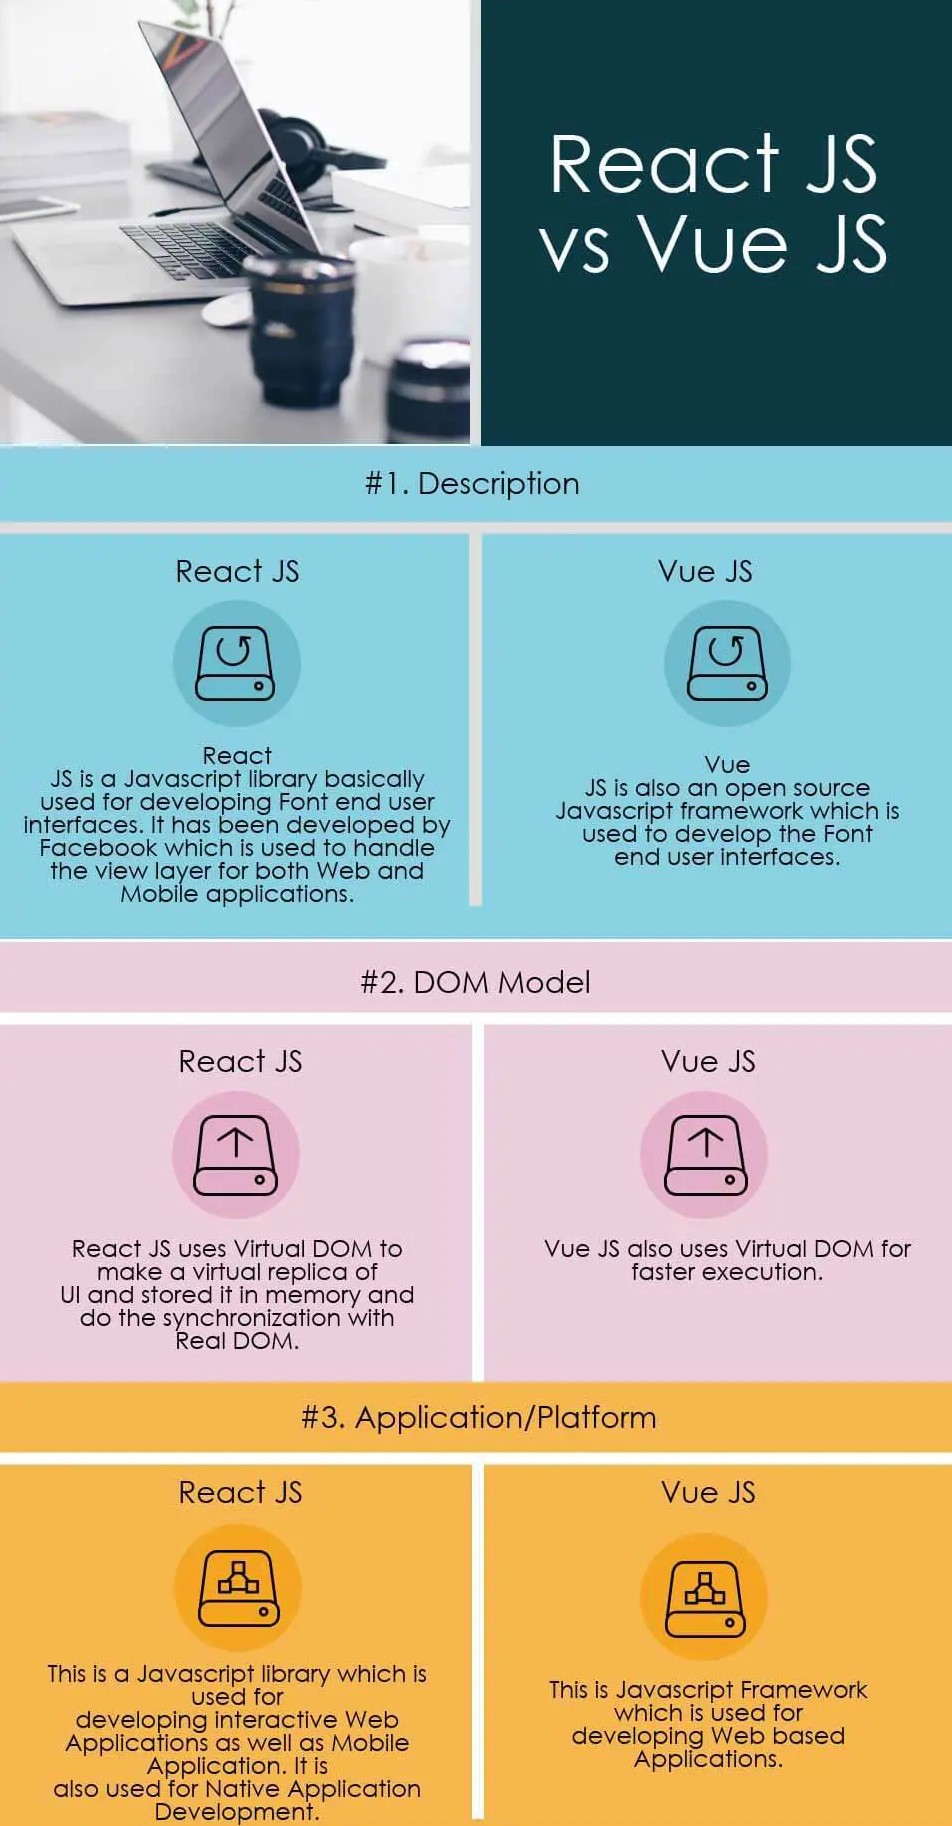 React JS
vs Vue JS
#1. Description
React JS
React
JS is a Javascript library basically
used for developing Font end user
interfaces. It has been developed by
Facebook which is used to handle
the view layer for both Web and
Mobile applications.
Vue JS
Vue
JS is also an open source
Javascript framework which is
used to develop the Font
end user interfaces.
#2. DOM Model
React JS
React JS uses Virtual DOM to
make a virtual replica of
UI and stored it in memory and
do the synchronization with
Real DOM.
Vue JS
Vue JS also uses Virtual DOM for
faster execution.
#3. Application/Platform
React JS
This is a Javascript library which is
used for
developing interactive Web
Applications as well as Mobile
Application. It is
also used for Native Application
Development.
Vue JS
This is Javascript Framework
which is used for
developing Web based
Applications.